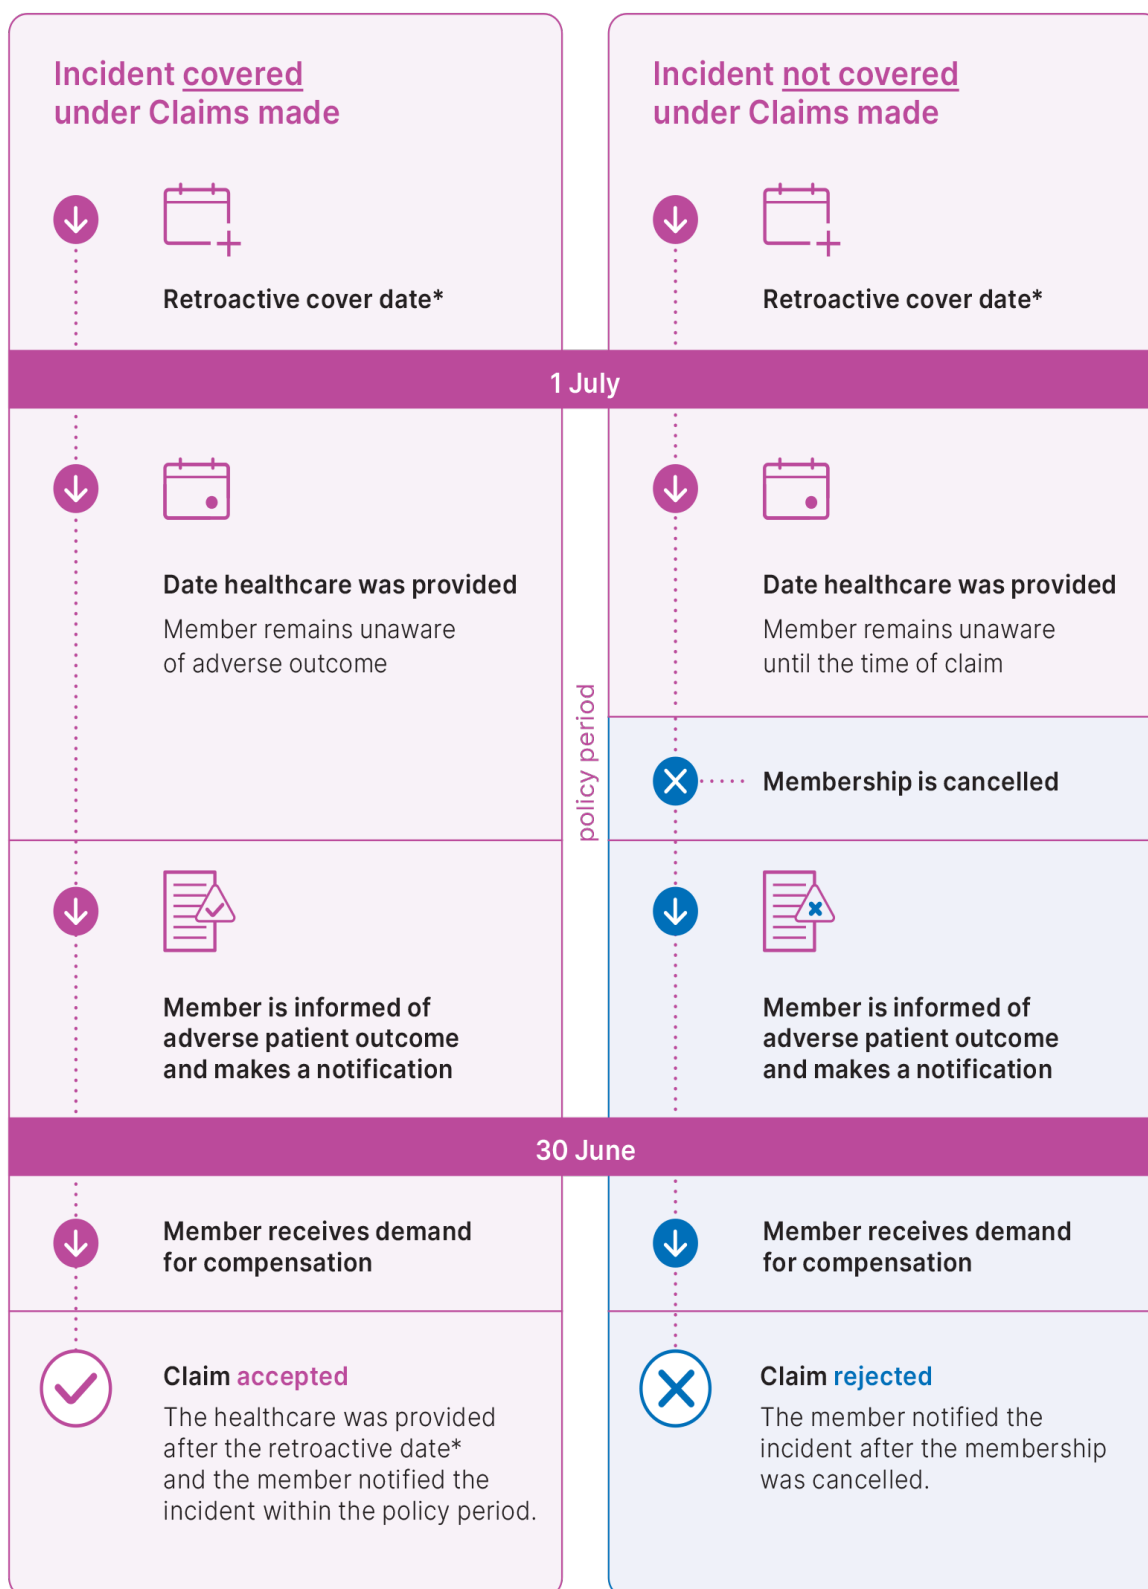 Incident covered
under Claims made
Retroactive cover date*
Incident not covered
under Claims made
Retroactive cover date*
1 July
Date healthcare was provided
Member remains unaware
of adverse outcome
Member is informed of
adverse patient outcome
and makes a notification
policy period
Date healthcare was provided
Member remains unaware
until the time of claim
Membership is cancelled
Member is informed of
adverse patient outcome
and makes a notification
30 June
Member receives demand
for compensation
Claim accepted
The healthcare was provided
after the retroactive date*
and the member notified the
incident within the policy period.
Member receives demand
for compensation
Claim rejected
The member notified the
incident after the membership
was cancelled.